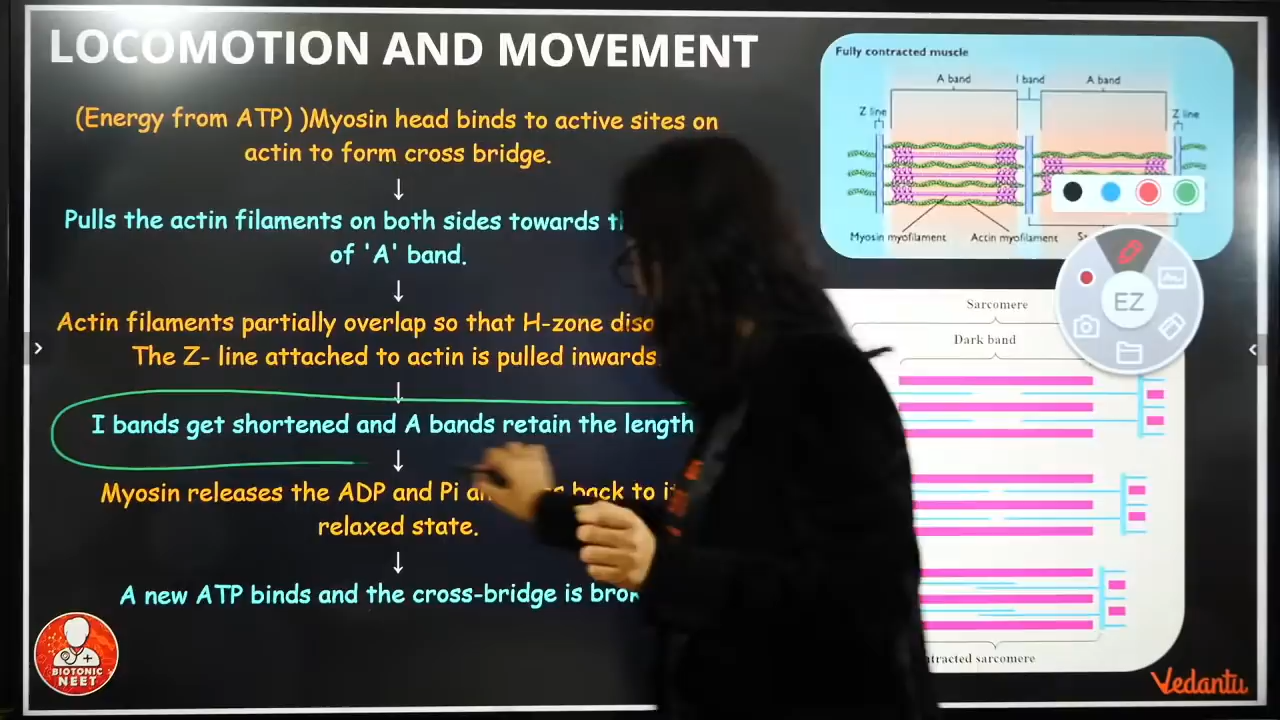 LOCOMOTION AND MOVEMENT
(Energy from ATP) )Myosin head binds to active sites on
actin to form cross bridge.
↓
Pulls the actin filaments on both sides towards
of 'A' band.
↓
Actin filaments partially overlap so that H-zone
The Z- line attached to actin is pulled inwards.
↓
I bands get shortened and A bands retain the length
↓
Myosin releases the ADP and Pi back to
relaxed state.
↓
A new ATP binds and the cross-bridge is
BIOTONIC
NEET
Fully contracted muscle
A band I band A band
Z line Z line
Myosin myofilament Actin myofilament
EZ
Sarcomere
Dark band
sarcomere
Vedantu